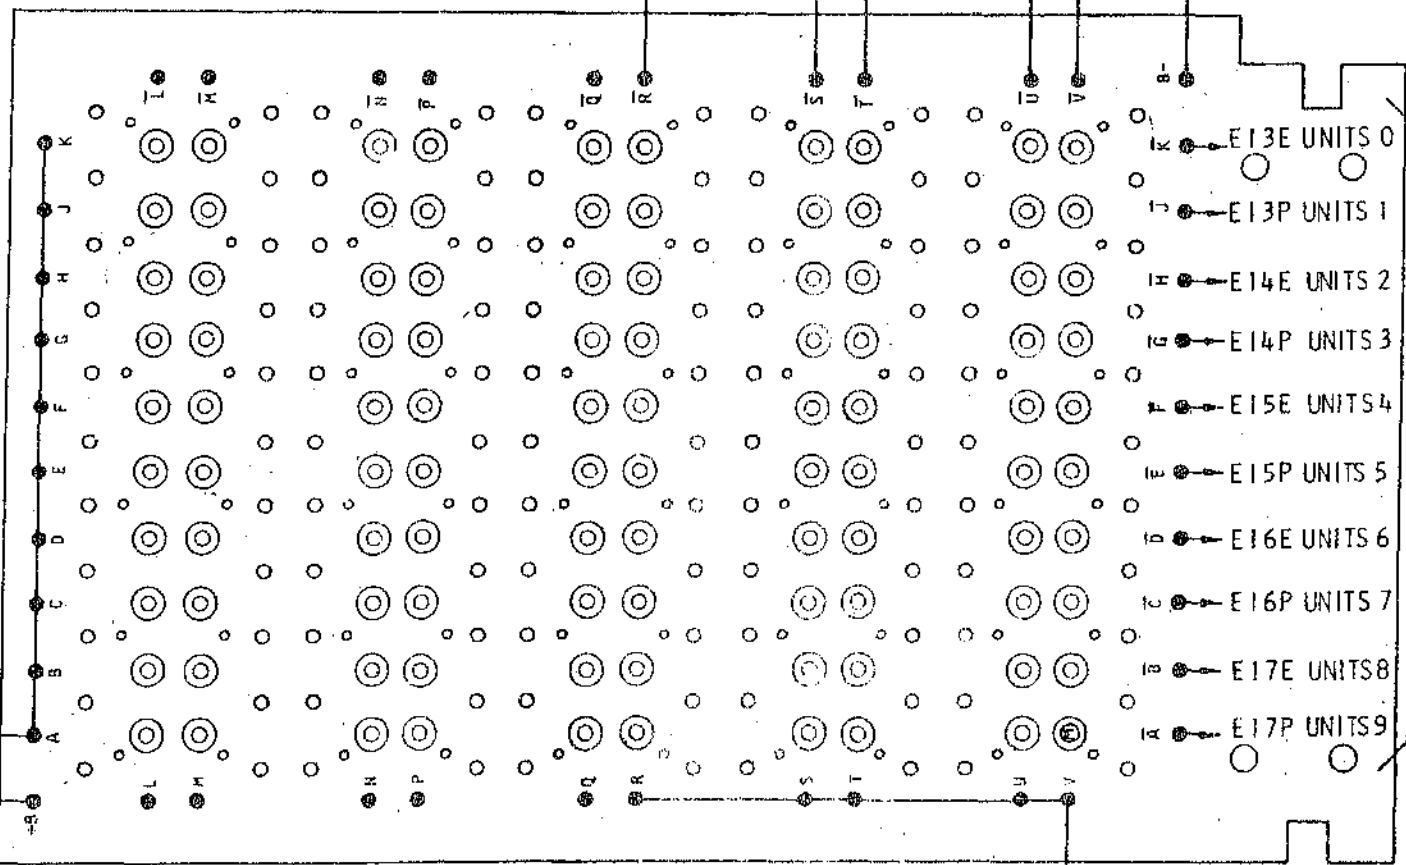 L̅ M̅ N̅ P̅ Q̅ R̅ S̅ T̅ U̅ V̅ B-
K K̅ E13E UNITS 0
J J̅ E13P UNITS 1
H H̅ E14E UNITS 2
G G̅ E14P UNITS 3
F F̅ E15E UNITS 4
E E̅ E15P UNITS 5
D D̅ E16E UNITS 6
C C̅ E16P UNITS 7
B B̅ E17E UNITS 8
A M A̅ E17P UNITS 9
L M N P Q R S T U V